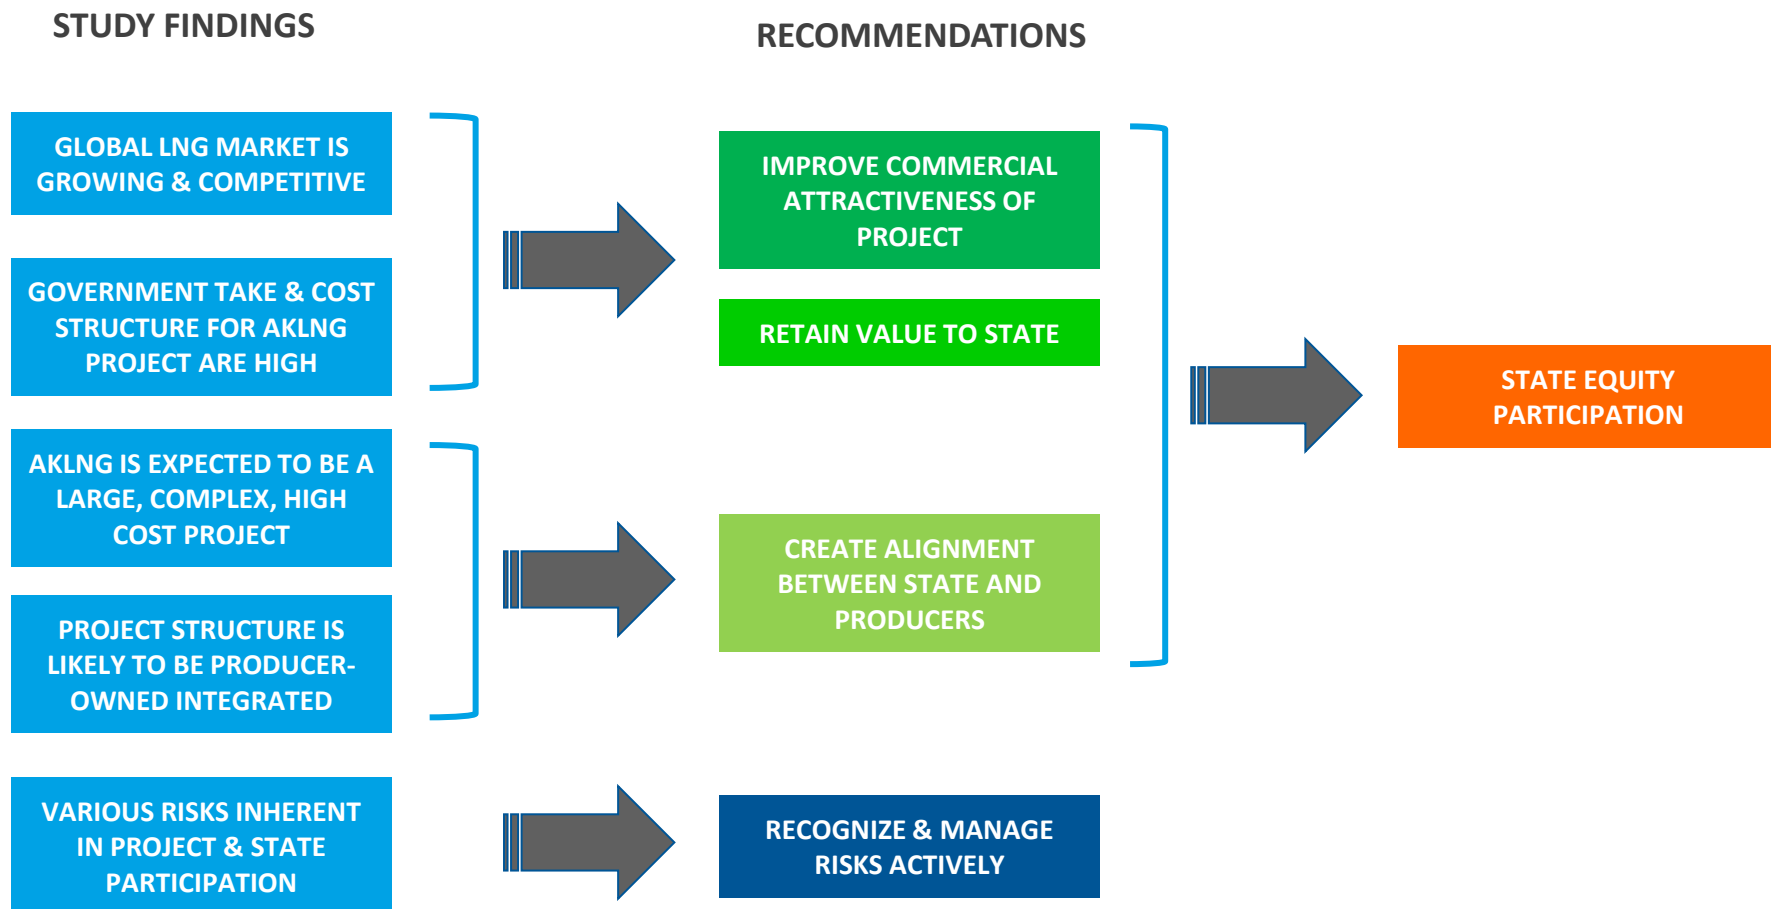 STUDY FINDINGS
RECOMMENDATIONS
GLOBAL LNG MARKET IS
GROWING & COMPETITIVE
GOVERNMENT TAKE & COST
STRUCTURE FOR AKLNG
PROJECT ARE HIGH
AKLNG IS EXPECTED TO BE A
LARGE, COMPLEX, HIGH
COST PROJECT
PROJECT STRUCTURE IS
LIKELY TO BE PRODUCER-
OWNED INTEGRATED
VARIOUS RISKS INHERENT
IN PROJECT & STATE
PARTICIPATION
IMPROVE COMMERCIAL
ATTRACTIVENESS OF
PROJECT
RETAIN VALUE TO STATE
CREATE ALIGNMENT
BETWEEN STATE AND
PRODUCERS
RECOGNIZE & MANAGE
RISKS ACTIVELY
STATE EQUITY
PARTICIPATION